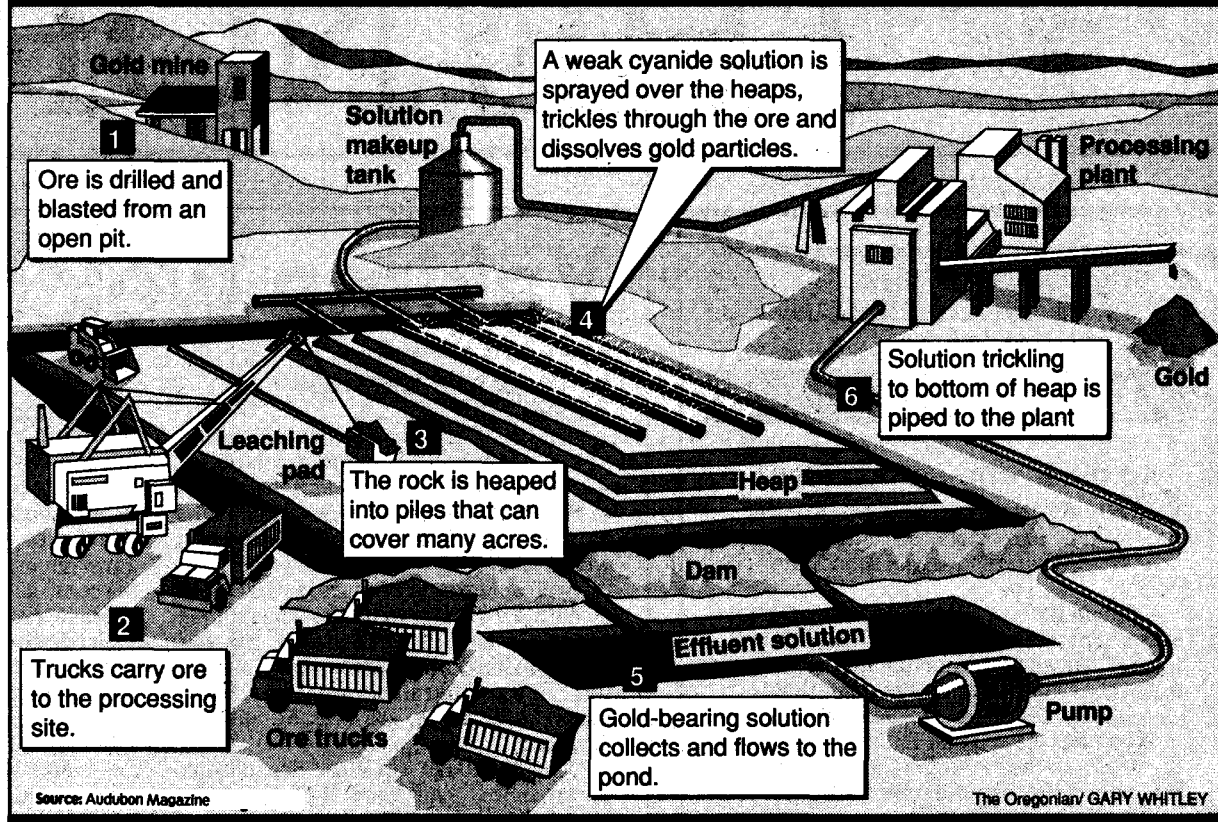 Gold mine
1
Ore is drilled and
blasted from an
open pit.
Solution
makeup
tank
A weak cyanide solution is
sprayed over the heaps,
trickles through the ore and
dissolves gold particles.
4
Processing
plant
Gold
6
Solution trickling
to bottom of heap is
piped to the plant
Leaching
pad
3
The rock is heaped
into piles that can
cover many acres.
Heap
Dam
2
Trucks carry ore
to the processing
site.
Ore trucks
Effluent solution
5
Gold-bearing solution
collects and flows to the
pond.
Pump
Source: Audubon Magazine
The Oregonian/ GARY WHITLEY